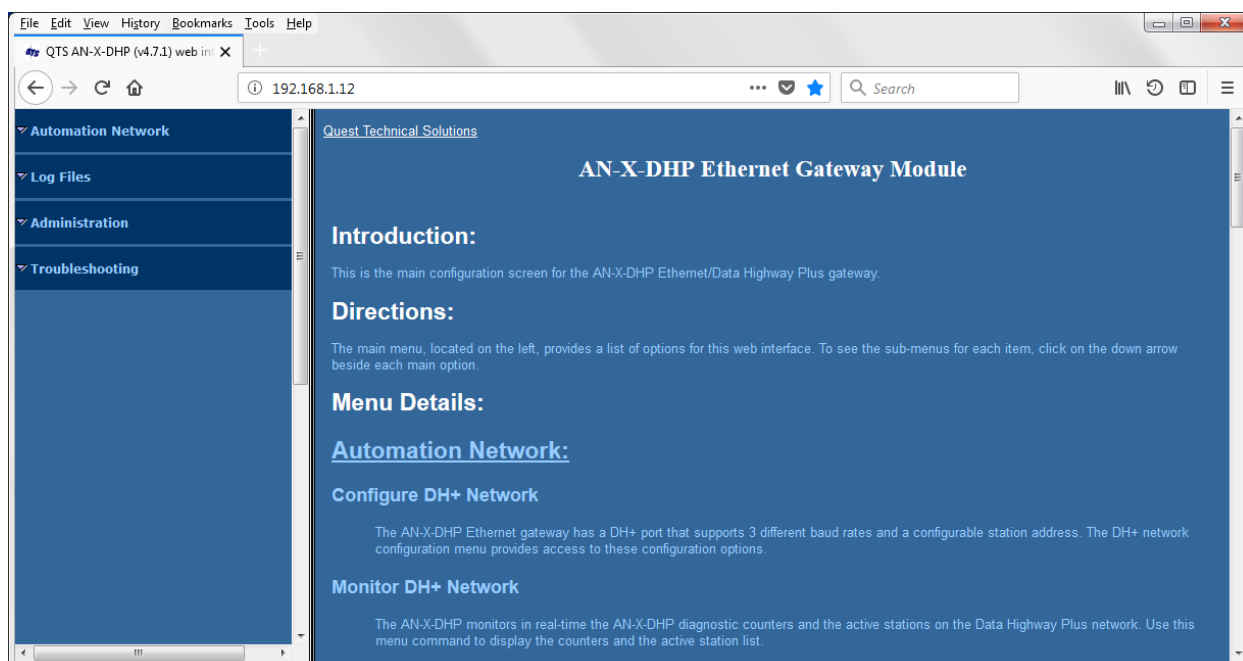 File Edit View History Bookmarks Tools Help
QTS AN-X-DHP (v4.7.1) web int
192.168.1.12
Search
Automation Network
Log Files
Administration
Troubleshooting
Quest Technical Solutions
AN-X-DHP Ethernet Gateway Module
Introduction:
This is the main configuration screen for the AN-X-DHP Ethernet/Data Highway Plus gateway.
Directions:
The main menu, located on the left, provides a list of options for this web interface. To see the sub-menus for each item, click on the down arrow
beside each main option.
Menu Details:
Automation Network:
Configure DH+ Network
The AN-X-DHP Ethernet gateway has a DH+ port that supports 3 different baud rates and a configurable station address. The DH+ network
configuration menu provides access to these configuration options.
Monitor DH+ Network
The AN-X-DHP monitors in real-time the AN-X-DHP diagnostic counters and the active stations on the Data Highway Plus network. Use this
menu command to display the counters and the active station list.